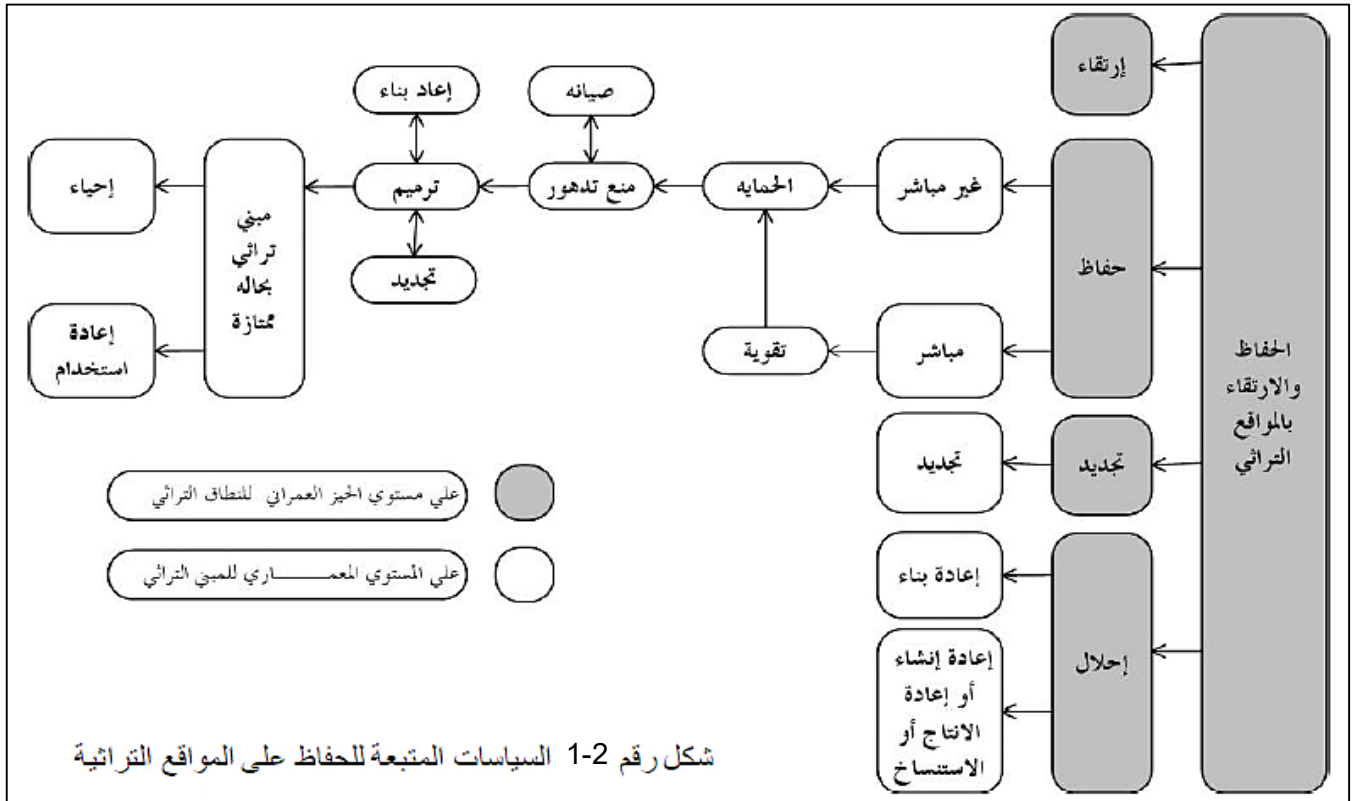 الحفاظ
والارتقاء
بالمواقع
التراثي
إرتقاء
حفاظ
تجديد
إحلال
غير مباشر
مباشر
تجديد
إعادة بناء
إعادة إنشاء
أو إعادة
الانتاج أو
الاستنساخ
الحمايه
تقوية
منع تدهور
صيانه
ترميم
إعاد بناء
تجديد
مبني
تراثي
بحاله
ممتازة
إحياء
إعادة
استخدام
علي مستوي الحيز العمراني للنطاق التراثي
علي المستوي المعمـــــــــاري للمبني التراثي
شكل رقم 2-1 السياسات المتبعة للحفاظ على المواقع التراثية